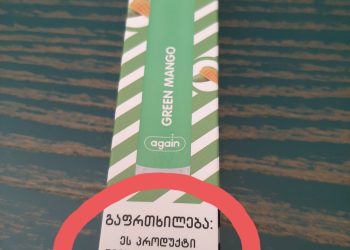 GREEN MANGO
again
ᲒᲐᲤᲠᲗᲮᲘᲚᲔᲑᲐ:
ᲔᲡ ᲞᲠᲝᲓᲣᲥᲢᲘ